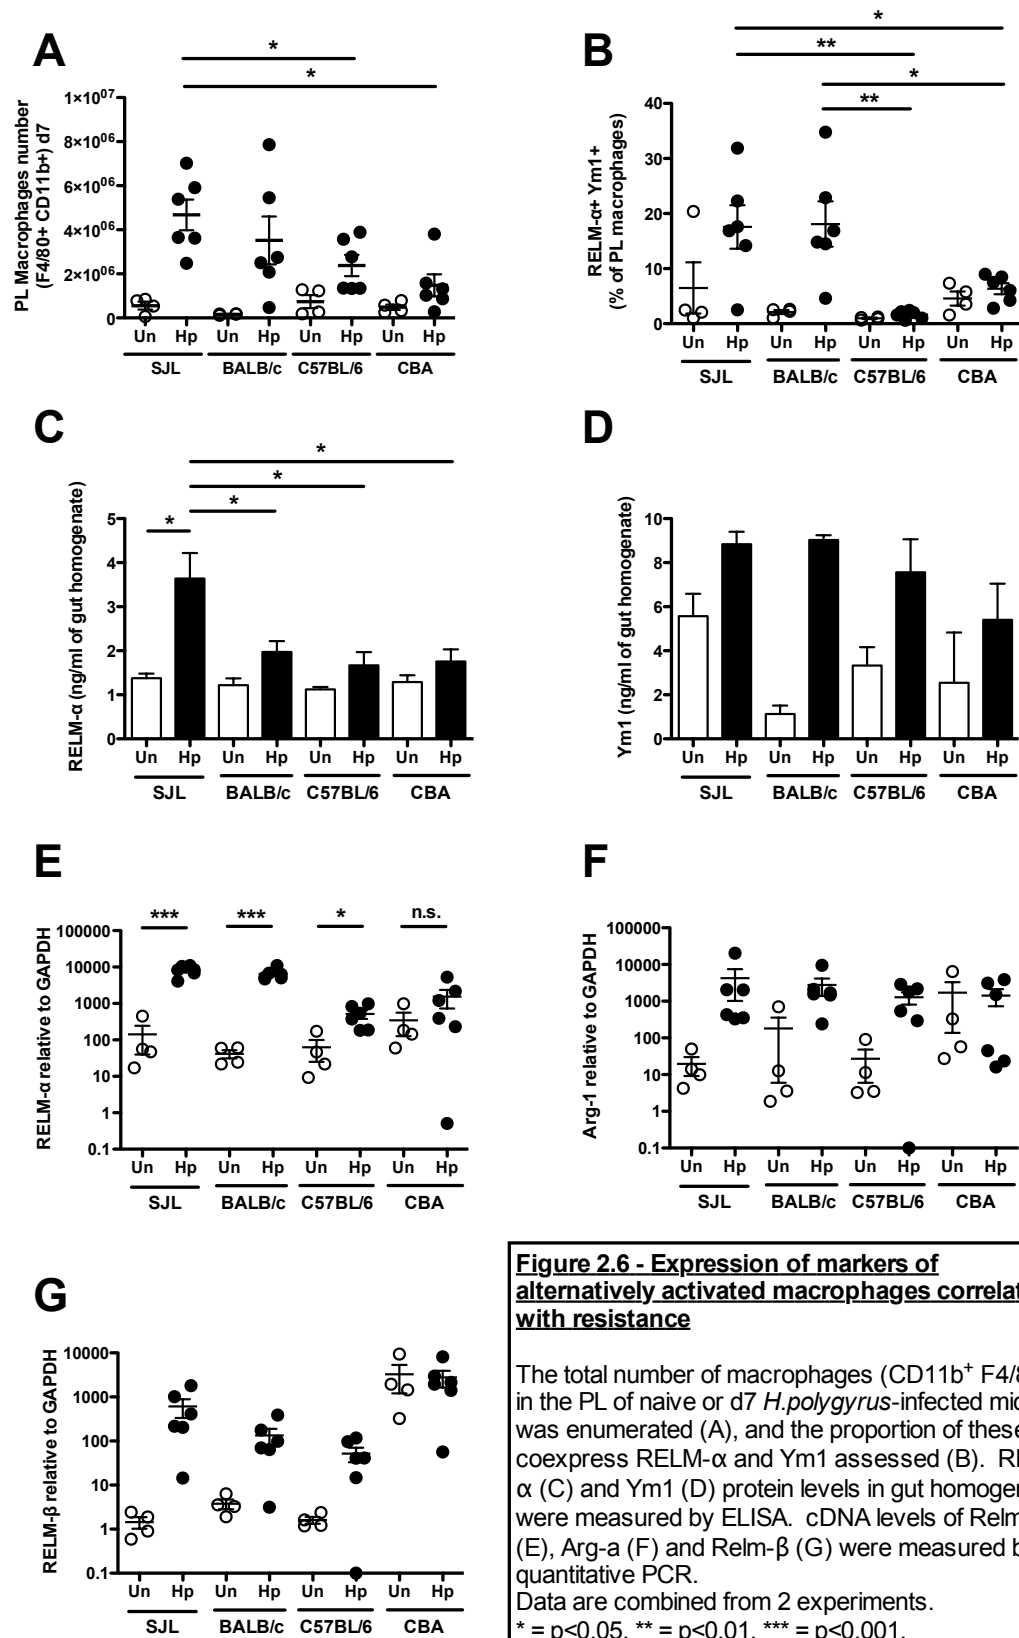 A
*
*
PL Macrophages number
(F4/80+ CD11b+) d7
1×10⁰⁷
8×10⁰⁶
6×10⁰⁶
4×10⁰⁶
2×10⁰⁶
0
Un Hp Un Hp Un Hp Un Hp
SJL BALB/c C57BL/6 CBA
B
*
**
*
**
RELM-α+ Ym1+
(% of PL macrophages)
40
30
20
10
0
Un Hp Un Hp Un Hp Un Hp
SJL BALB/c C57BL/6 CBA
C
*
*
*
*
RELM-α (ng/ml of gut homogenate)
5
4
3
2
1
0
Un Hp Un Hp Un Hp Un Hp
SJL BALB/c C57BL/6 CBA
D
Ym1 (ng/ml of gut homogenate)
10
8
6
4
2
0
Un Hp Un Hp Un Hp Un Hp
SJL BALB/c C57BL/6 CBA
E
*** *** * n.s.
RELM-α relative to GAPDH
100000
10000
1000
100
10
1
0.1
Un Hp Un Hp Un Hp Un Hp
SJL BALB/c C57BL/6 CBA
F
Arg-1 relative to GAPDH
100000
10000
1000
100
10
1
0.1
Un Hp Un Hp Un Hp Un Hp
SJL BALB/c C57BL/6 CBA
G
RELM-β relative to GAPDH
10000
1000
100
10
1
0.1
Un Hp Un Hp Un Hp Un Hp
SJL BALB/c C57BL/6 CBA
Figure 2.6 - Expression of markers of
alternatively activated macrophages
with resistance
The total number of macrophages (CD11b⁺
in the PL of naive or d7 H.polygyrus-infected
was enumerated (A), and the proportion of these
coexpress RELM-α and Ym1 assessed (B).
α (C) and Ym1 (D) protein levels in gut
were measured by ELISA. cDNA levels of
(E), Arg-a (F) and Relm-β (G) were measured
quantitative PCR.
Data are combined from 2 experiments.
* = p<0.05, ** = p<0.01, *** = p<0.001.